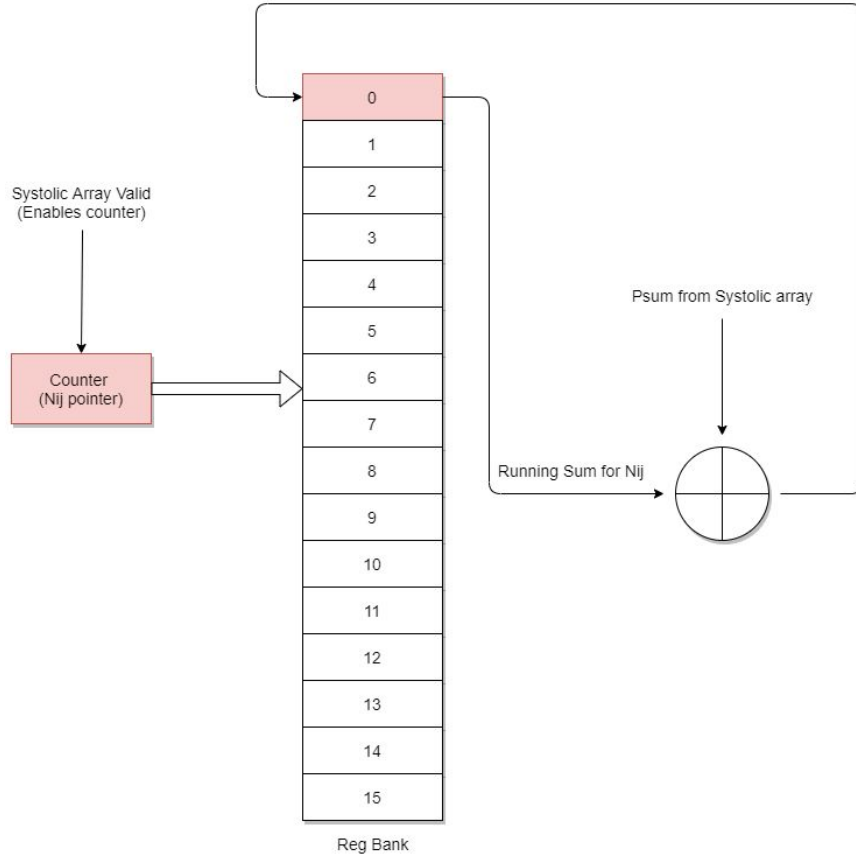 0
1
2
Systolic Array Valid
(Enables counter)
3
4
Psum from Systolic array
5
Counter
(Nij pointer)
6
7
8
Running Sum for Nij
9
10
11
12
13
14
15
Reg Bank